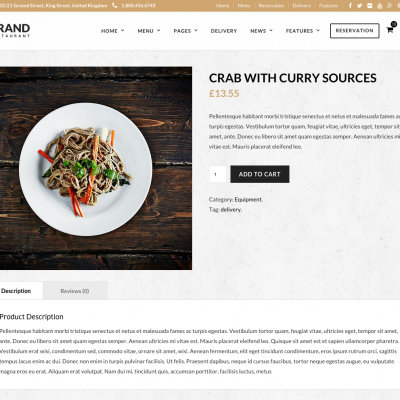 32/21 Second Street, King Street, United Kingdom 1.800.456.6743 Home Menu Reservation Delivery Features
RAND
STAURANT
HOME MENU PAGES DELIVERY NEWS FEATURES RESERVATION
CRAB WITH CURRY SOURCES
£13.55
Pellentesque habitant morbi tristique senectus et netus et malesuada fames ac
turpis egestas. Vestibulum tortor quam, feugiat vitae, ultricies eget, tempor sit
ante. Donec eu libero sit amet quam egestas semper. Aenean ultricies mi
vitae est. Mauris placerat eleifend leo.
1 ADD TO CART
Category: Equipment.
Tag: delivery.
Description Reviews (0)
Product Description
Pellentesque habitant morbi tristique senectus et netus et malesuada fames ac turpis egestas. Vestibulum tortor quam, feugiat vitae, ultricies eget, tempor sit amet,
ante. Donec eu libero sit amet quam egestas semper. Aenean ultricies mi vitae est. Mauris placerat eleifend leo. Quisque sit amet est et sapien ullamcorper pharetra.
Vestibulum erat wisi, condimentum sed, commodo vitae, ornare sit amet, wisi. Aenean fermentum, elit eget tincidunt condimentum, eros ipsum rutrum orci, sagittis
tempus lacus enim ac dui. Donec non enim in turpis pulvinar facilisis. Ut felis. Praesent dapibus, neque id cursus faucibus, tortor neque egestas augue, eu vulputate
magna eros eu erat. Aliquam erat volutpat. Nam dui mi, tincidunt quis, accumsan porttitor, facilisis luctus, metus